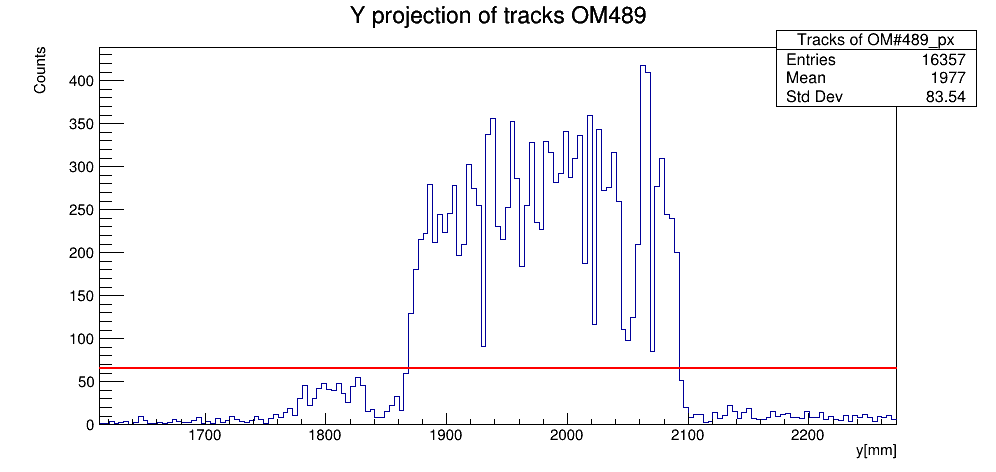 Y projection of tracks OM489
Tracks of OM#489_px
Entries 16357
Mean 1977
Std Dev 83.54
Counts
400
350
300
250
200
150
100
50
0
1700 1800 1900 2000 2100 2200
y[mm]